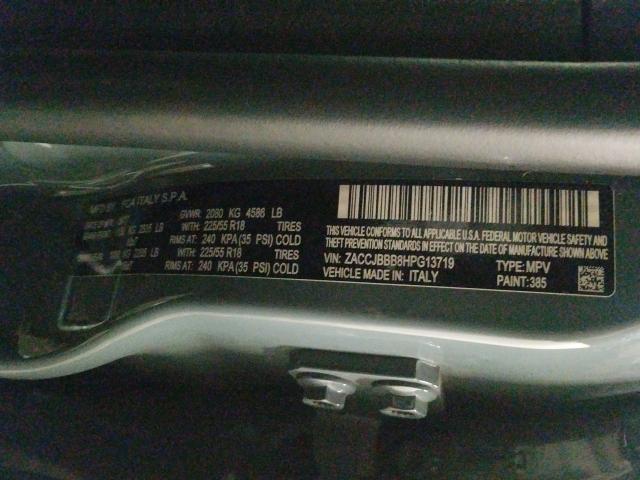 MFD BY: FCA ITALY S.P.A.
GVWR 2080 KG 4586 LB
WITH: 225/55 R18 TIRES
RIMS AT: 240 KPA(35 PSI) COLD
WITH: 225/55 R18 TIRES
RIMS AT: 240 KPA(35 PSI) COLD
THIS VEHICLE CONFORMS TO ALL APPLICABLE U.S.A. FEDERAL MOTOR VEHICLE SAFETY AND
THEFT PREVENTION STANDARDS IN EFFECT ON THE DATE OF MANUFACTURE SHOWN ABOVE
VIN: ZACCJBBB8HPG13719 TYPE: MPV
VEHICLE MADE IN: ITALY PAINT:385